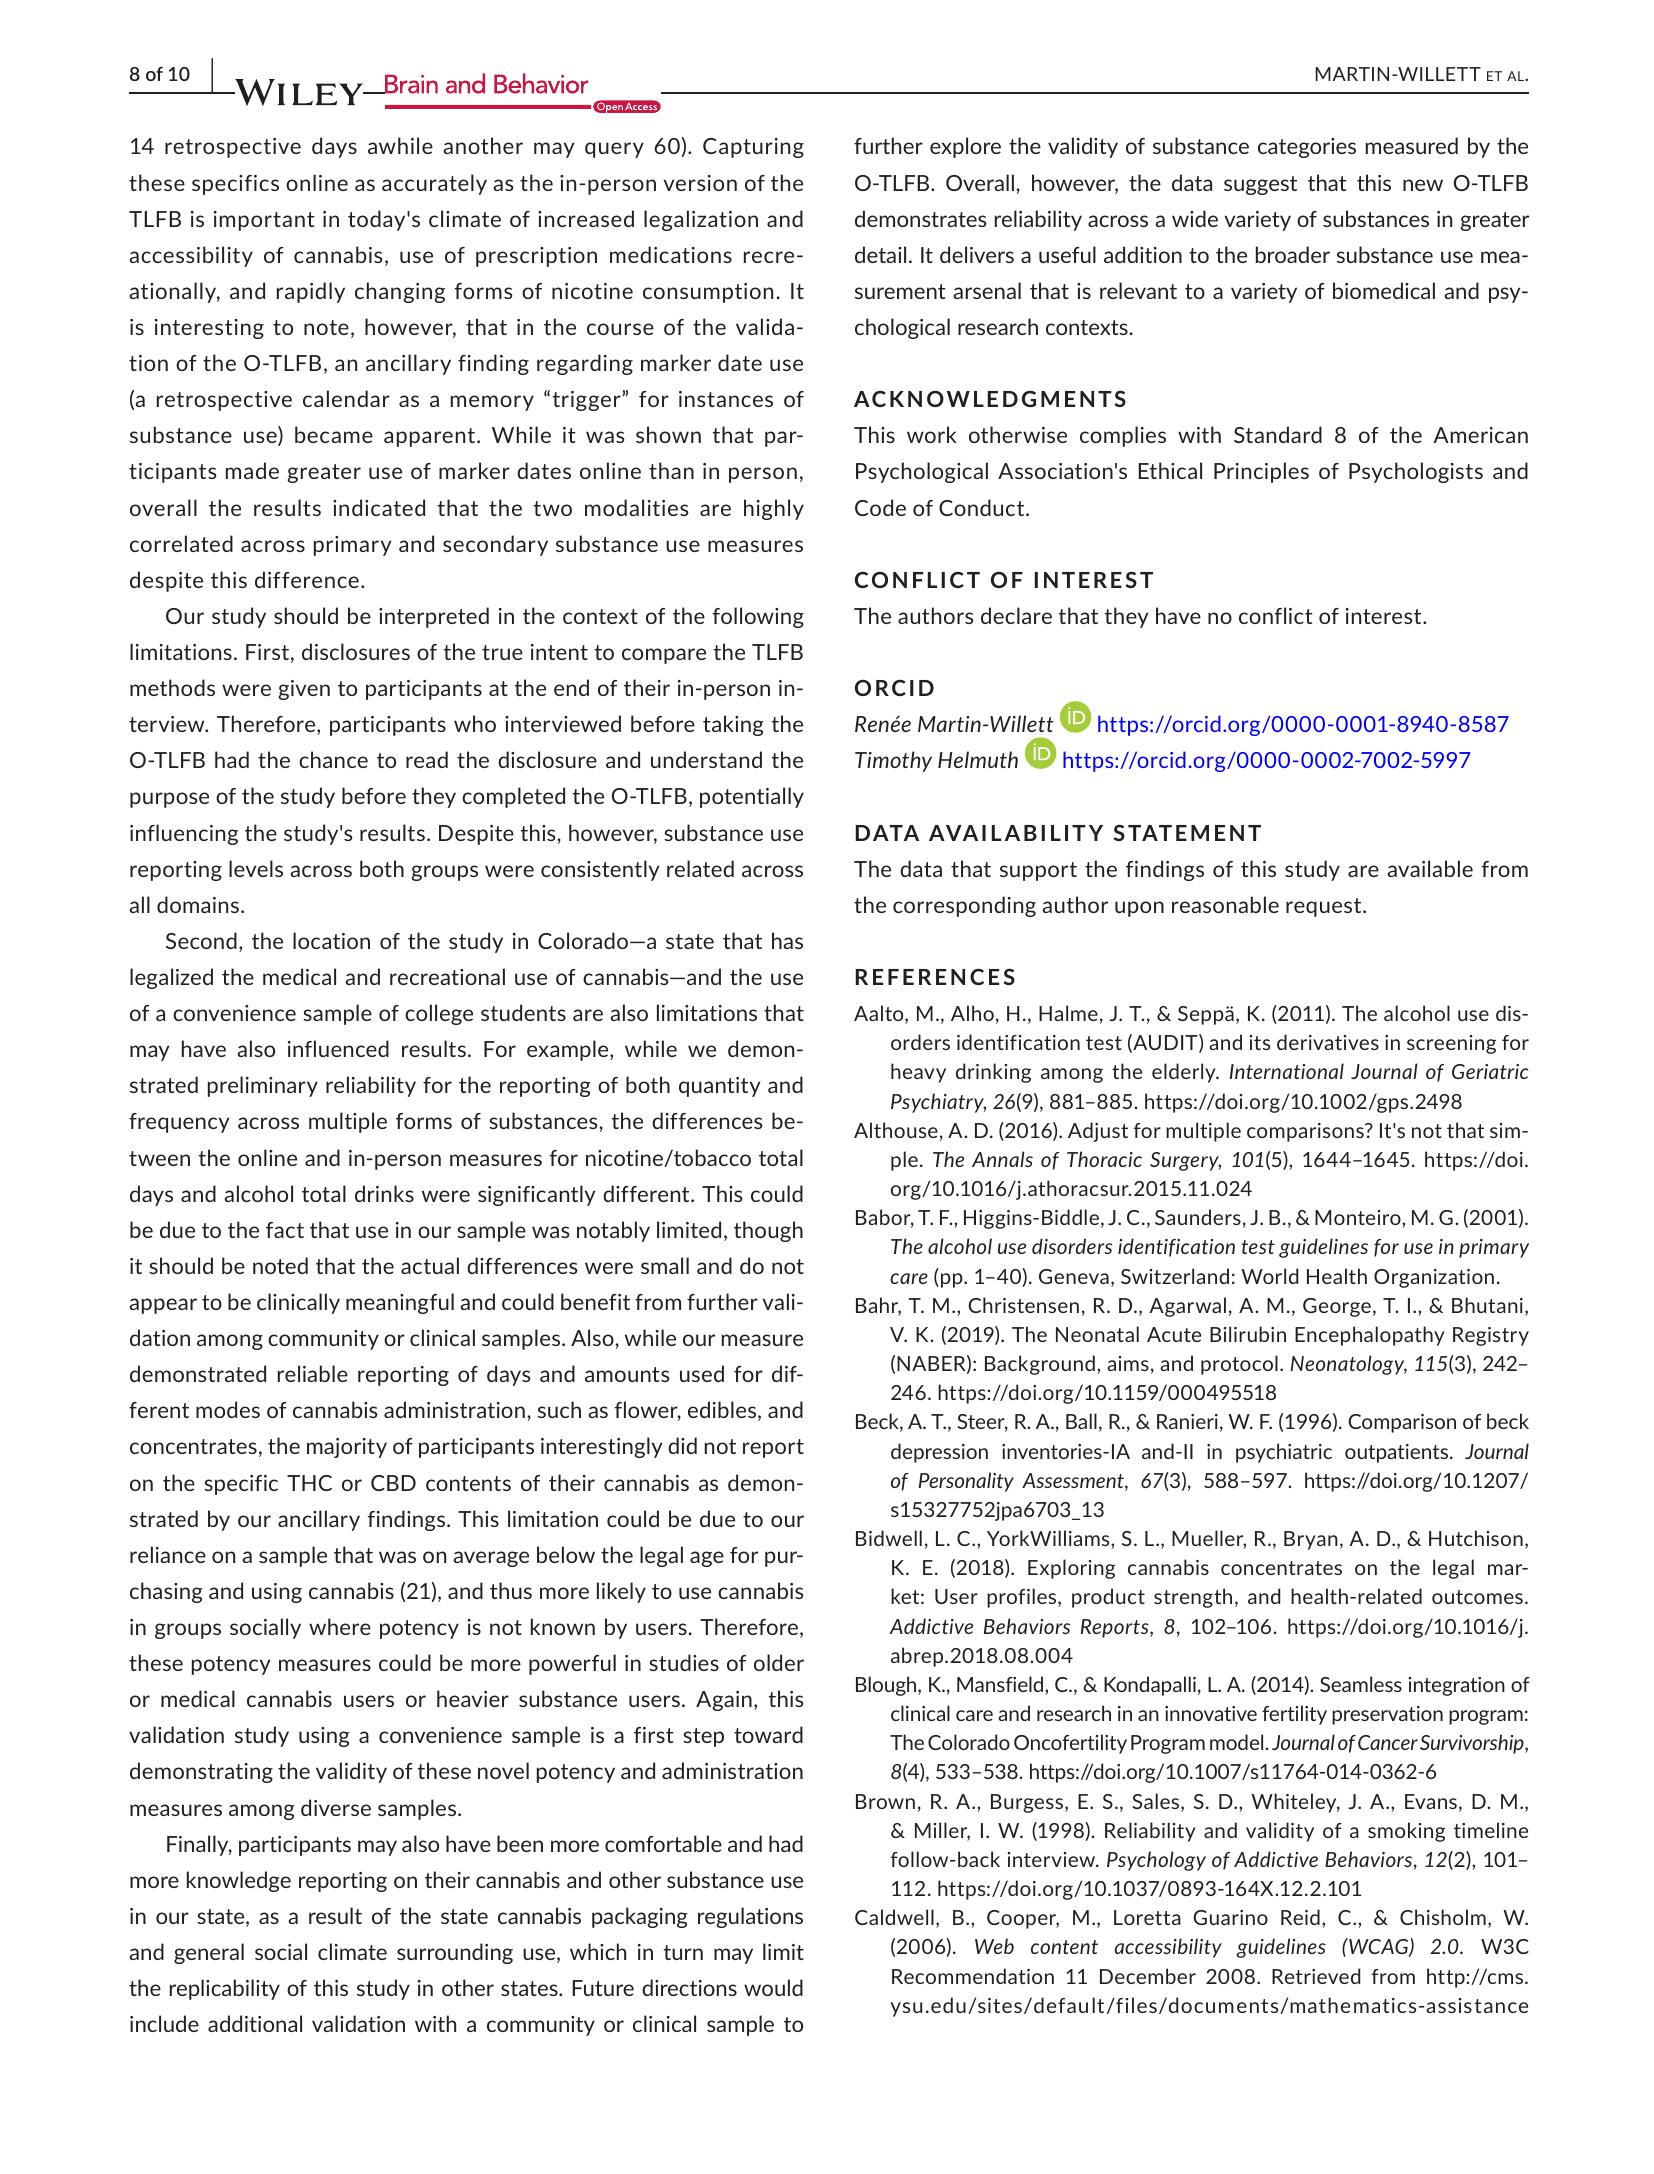 8 of 10
WILEY
Brain and Behavior
Open Access
MARTIN-WILLETT ET AL.
14 retrospective days awhile another may query 60). Capturing
these specifics online as accurately as the in-person version of the
TLFB is important in today's climate of increased legalization and
accessibility of cannabis, use of prescription medications recre-
ationally, and rapidly changing forms of nicotine consumption. It
is interesting to note, however, that in the course of the valida-
tion of the O-TLFB, an ancillary finding regarding marker date use
(a retrospective calendar as a memory “trigger” for instances of
substance use) became apparent. While it was shown that par-
ticipants made greater use of marker dates online than in person,
overall the results indicated that the two modalities are highly
correlated across primary and secondary substance use measures
despite this difference.
Our study should be interpreted in the context of the following
limitations. First, disclosures of the true intent to compare the TLFB
methods were given to participants at the end of their in-person in-
terview. Therefore, participants who interviewed before taking the
O-TLFB had the chance to read the disclosure and understand the
purpose of the study before they completed the O-TLFB, potentially
influencing the study's results. Despite this, however, substance use
reporting levels across both groups were consistently related across
all domains.
Second, the location of the study in Colorado—a state that has
legalized the medical and recreational use of cannabis—and the use
of a convenience sample of college students are also limitations that
may have also influenced results. For example, while we demon-
strated preliminary reliability for the reporting of both quantity and
frequency across multiple forms of substances, the differences be-
tween the online and in-person measures for nicotine/tobacco total
days and alcohol total drinks were significantly different. This could
be due to the fact that use in our sample was notably limited, though
it should be noted that the actual differences were small and do not
appear to be clinically meaningful and could benefit from further vali-
dation among community or clinical samples. Also, while our measure
demonstrated reliable reporting of days and amounts used for dif-
ferent modes of cannabis administration, such as flower, edibles, and
concentrates, the majority of participants interestingly did not report
on the specific THC or CBD contents of their cannabis as demon-
strated by our ancillary findings. This limitation could be due to our
reliance on a sample that was on average below the legal age for pur-
chasing and using cannabis (21), and thus more likely to use cannabis
in groups socially where potency is not known by users. Therefore,
these potency measures could be more powerful in studies of older
or medical cannabis users or heavier substance users. Again, this
validation study using a convenience sample is a first step toward
demonstrating the validity of these novel potency and administration
measures among diverse samples.
Finally, participants may also have been more comfortable and had
more knowledge reporting on their cannabis and other substance use
in our state, as a result of the state cannabis packaging regulations
and general social climate surrounding use, which in turn may limit
the replicability of this study in other states. Future directions would
include additional validation with a community or clinical sample to
further explore the validity of substance categories measured by the
O-TLFB. Overall, however, the data suggest that this new O-TLFB
demonstrates reliability across a wide variety of substances in greater
detail. It delivers a useful addition to the broader substance use mea-
surement arsenal that is relevant to a variety of biomedical and psy-
chological research contexts.
ACKNOWLEDGMENTS
This work otherwise complies with Standard 8 of the American
Psychological Association's Ethical Principles of Psychologists and
Code of Conduct.
CONFLICT OF INTEREST
The authors declare that they have no conflict of interest.
ORCID
Renée Martin-Willett iD https://orcid.org/0000-0001-8940-8587
Timothy Helmuth iD https://orcid.org/0000-0002-7002-5997
DATA AVAILABILITY STATEMENT
The data that support the findings of this study are available from
the corresponding author upon reasonable request.
REFERENCES
Aalto, M., Alho, H., Halme, J. T., & Seppä, K. (2011). The alcohol use dis-
orders identification test (AUDIT) and its derivatives in screening for
heavy drinking among the elderly. International Journal of Geriatric
Psychiatry, 26(9), 881–885. https://doi.org/10.1002/gps.2498
Althouse, A. D. (2016). Adjust for multiple comparisons? It's not that sim-
ple. The Annals of Thoracic Surgery, 101(5), 1644–1645. https://doi.
org/10.1016/j.athoracsur.2015.11.024
Babor, T. F., Higgins-Biddle, J. C., Saunders, J. B., & Monteiro, M. G. (2001).
The alcohol use disorders identification test guidelines for use in primary
care (pp. 1–40). Geneva, Switzerland: World Health Organization.
Bahr, T. M., Christensen, R. D., Agarwal, A. M., George, T. I., & Bhutani,
V. K. (2019). The Neonatal Acute Bilirubin Encephalopathy Registry
(NABER): Background, aims, and protocol. Neonatology, 115(3), 242–
246. https://doi.org/10.1159/000495518
Beck, A. T., Steer, R. A., Ball, R., & Ranieri, W. F. (1996). Comparison of beck
depression inventories-IA and-II in psychiatric outpatients. Journal
of Personality Assessment, 67(3), 588–597. https://doi.org/10.1207/
s15327752jpa6703_13
Bidwell, L. C., YorkWilliams, S. L., Mueller, R., Bryan, A. D., & Hutchison,
K. E. (2018). Exploring cannabis concentrates on the legal mar-
ket: User profiles, product strength, and health-related outcomes.
Addictive Behaviors Reports, 8, 102–106. https://doi.org/10.1016/j.
abrep.2018.08.004
Blough, K., Mansfield, C., & Kondapalli, L. A. (2014). Seamless integration of
clinical care and research in an innovative fertility preservation program:
The Colorado Oncofertility Program model. Journal of Cancer Survivorship,
8(4), 533–538. https://doi.org/10.1007/s11764-014-0362-6
Brown, R. A., Burgess, E. S., Sales, S. D., Whiteley, J. A., Evans, D. M.,
& Miller, I. W. (1998). Reliability and validity of a smoking timeline
follow-back interview. Psychology of Addictive Behaviors, 12(2), 101–
112. https://doi.org/10.1037/0893-164X.12.2.101
Caldwell, B., Cooper, M., Loretta Guarino Reid, C., & Chisholm, W.
(2006). Web content accessibility guidelines (WCAG) 2.0. W3C
Recommendation 11 December 2008. Retrieved from http://cms.
ysu.edu/sites/default/files/documents/mathematics-assistance